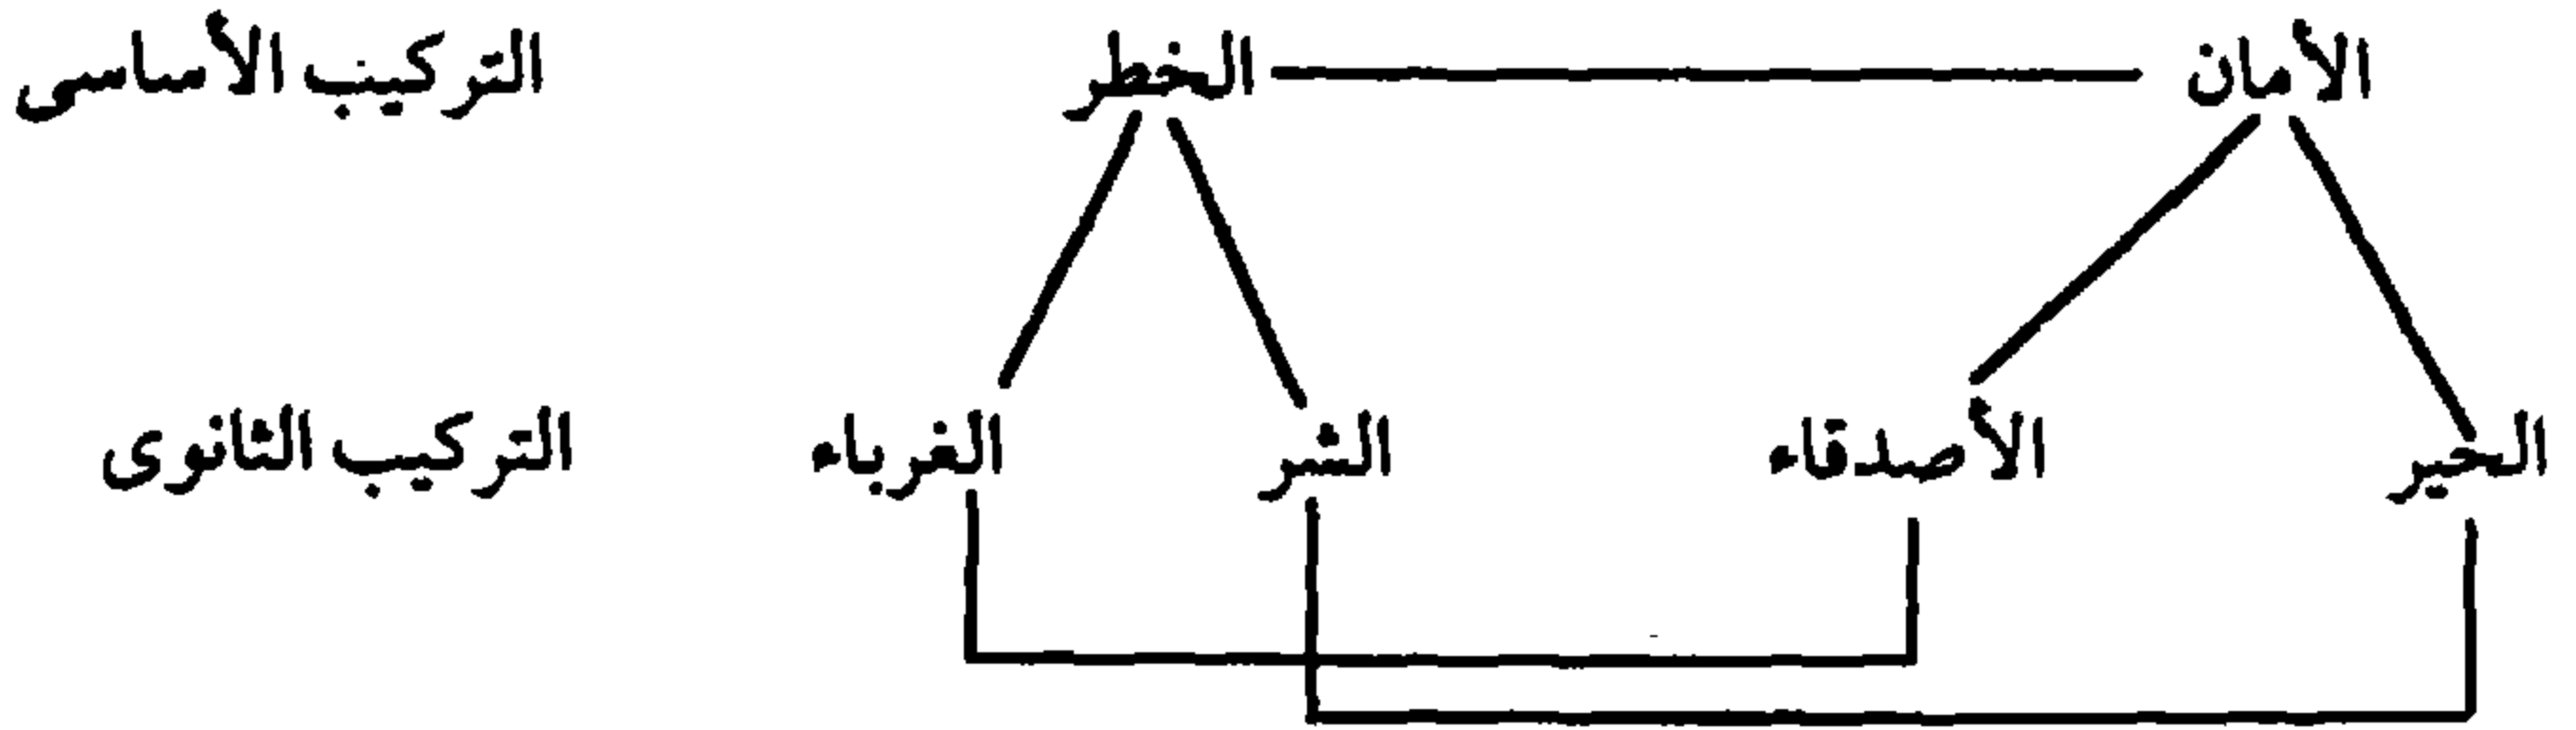 الأمان الخطر التركيب الأساسى
الخير الأصدقاء الشر الغرباء التركيب الثانوى